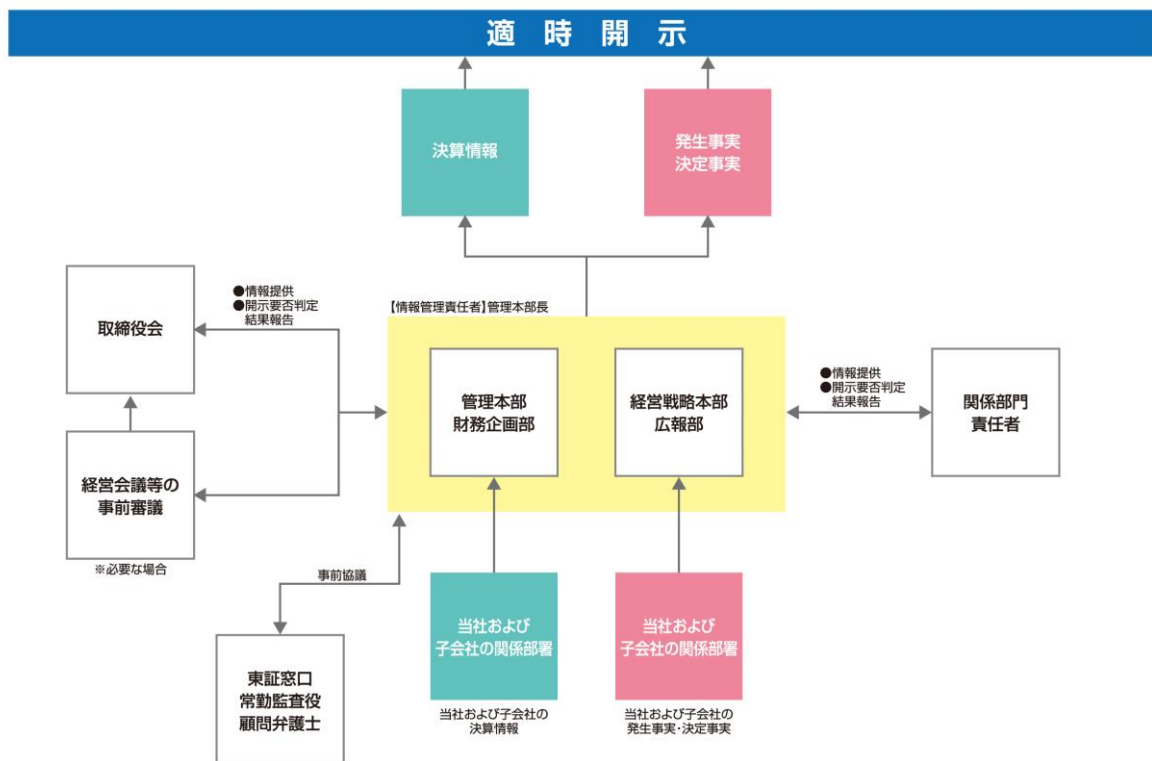 適時開示
決算情報
発生事実
決定事実
●情報提供
●開示要否判定
結果報告
【情報管理責任者】管理本部長
取締役会
管理本部
財務企画部
経営戦略本部
広報部
●情報提供
●開示要否判定
結果報告
関係部門
責任者
経営会議等の
事前審議
※必要な場合
事前協議
東証窓口
常勤監査役
顧問弁護士
当社および
子会社の関係部署
当社および子会社の
決算情報
当社および
子会社の関係部署
当社および子会社の
発生事実・決定事実